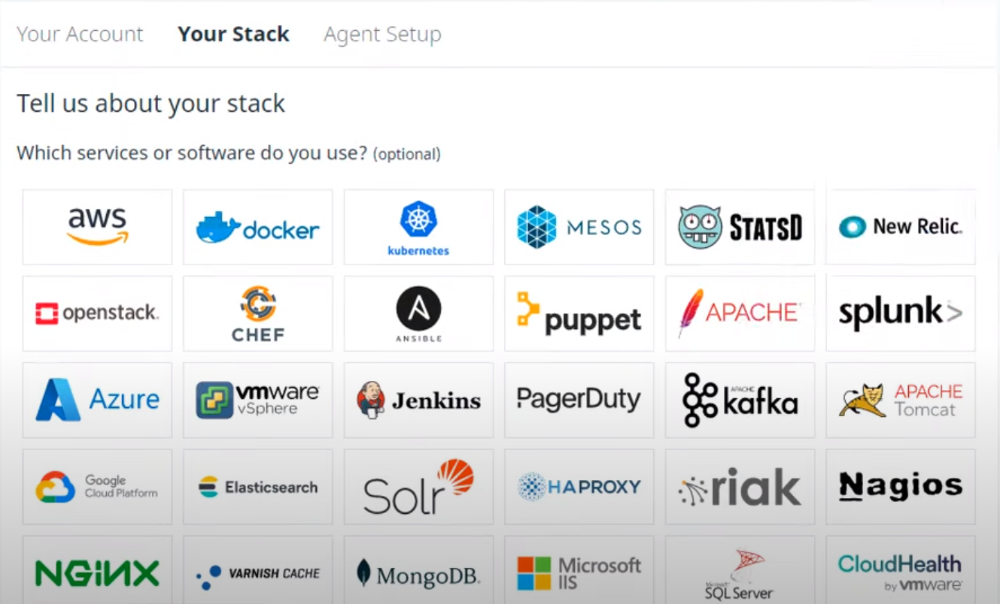 Your Account Your Stack Agent Setup
Tell us about your stack
Which services or software do you use? (optional)
aws docker kubernetes MESOS STATSD New Relic.
openstack. CHEF ANSIBLE puppet APACHE splunk>
Azure vmware vSphere Jenkins PagerDuty APACHE kafka APACHE Tomcat
Google Cloud Platform Elasticsearch Solr HAPROXY riak Nagios
NGINX VARNISH CACHE MongoDB. Microsoft IIS Microsoft SQL Server CloudHealth by vmware